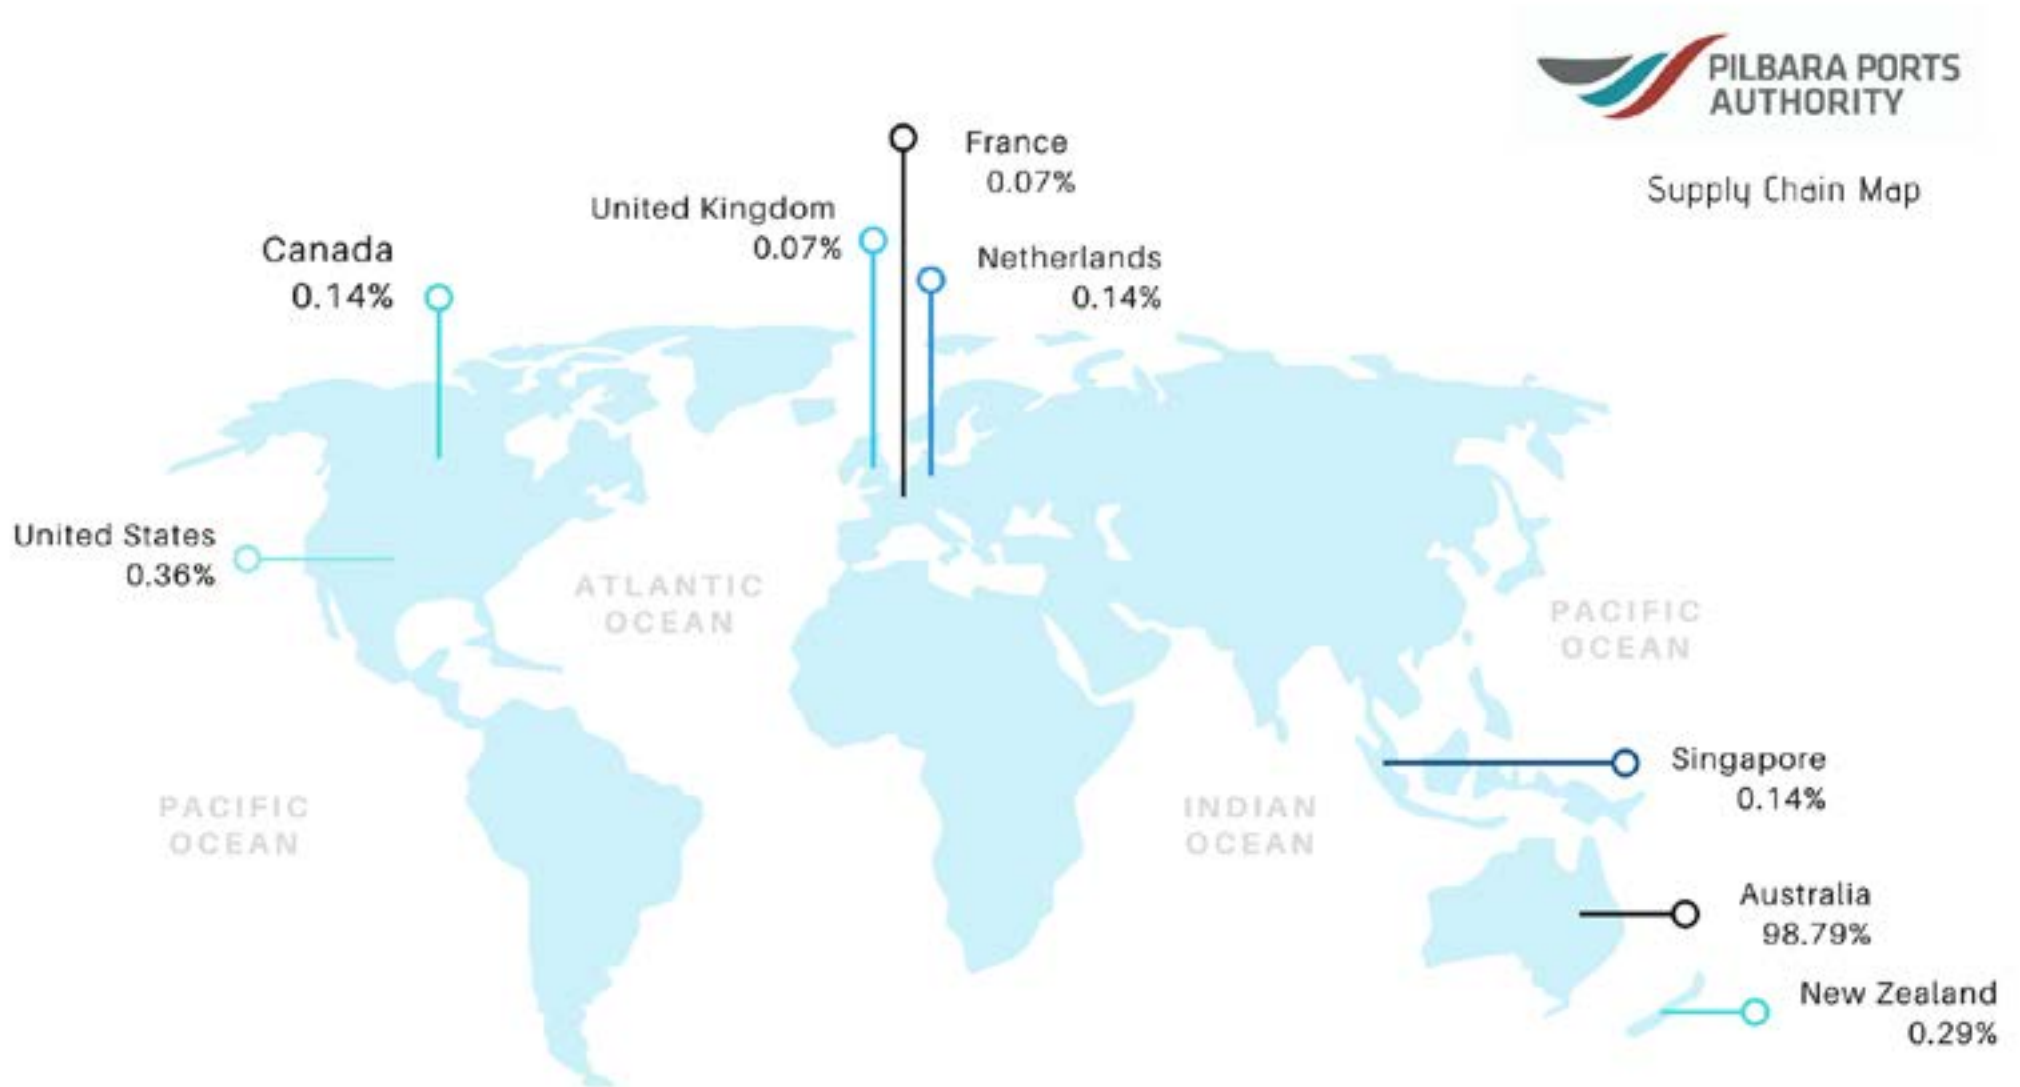 PILBARA PORTS
AUTHORITY
Supply Chain Map
France
0.07%
United Kingdom
0.07%
Canada
0.14%
Netherlands
0.14%
United States
0.36%
ATLANTIC
OCEAN
PACIFIC
OCEAN
Singapore
0.14%
PACIFIC
OCEAN
INDIAN
OCEAN
Australia
98.79%
New Zealand
0.29%